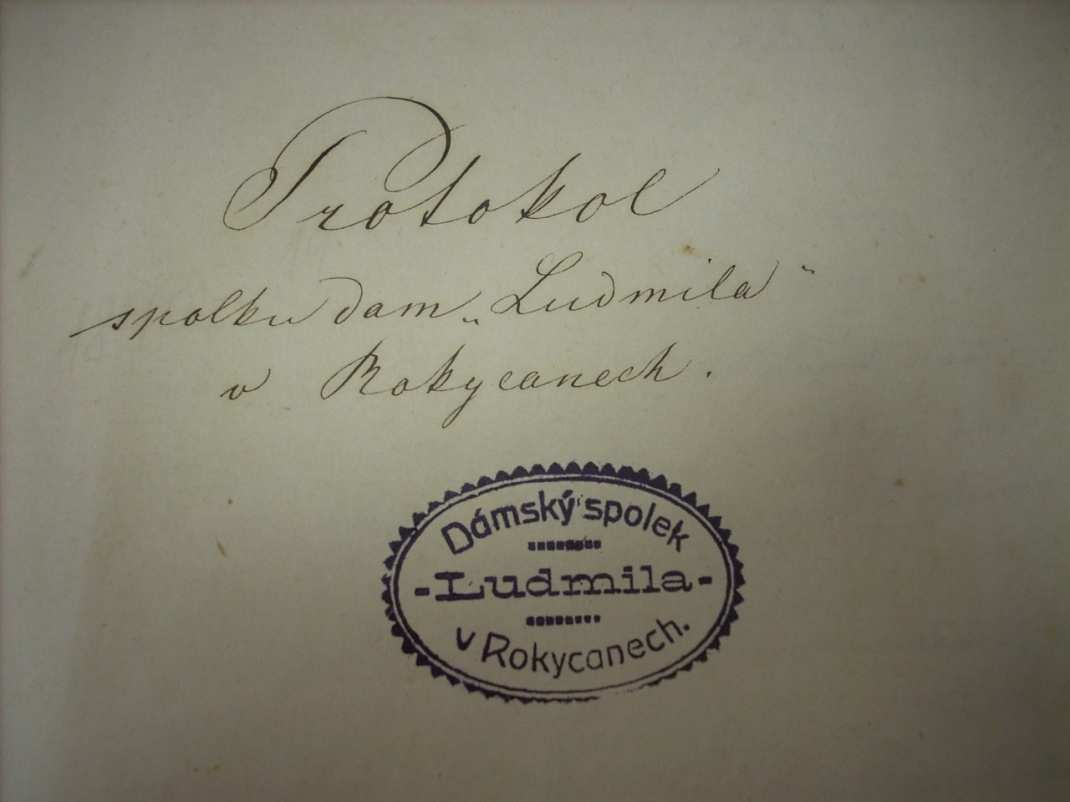 Protokol
spolku dam „Ludmila“
v Rokycanech.
Dámský spolek
-Ludmila-
v Rokycanech.